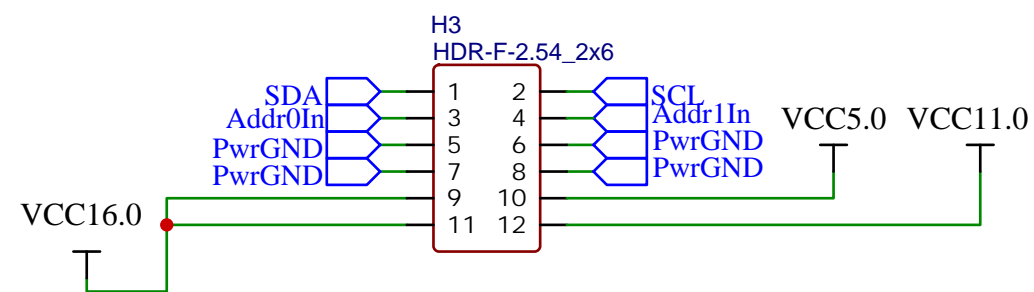 H3
HDR-F-2.54_2x6
SDA 1 2 SCL
Addr0In 3 4 Addr1In
PwrGND 5 6 PwrGND
PwrGND 7 8 PwrGND
9 10
11 12
VCC5.0 VCC11.0
VCC16.0